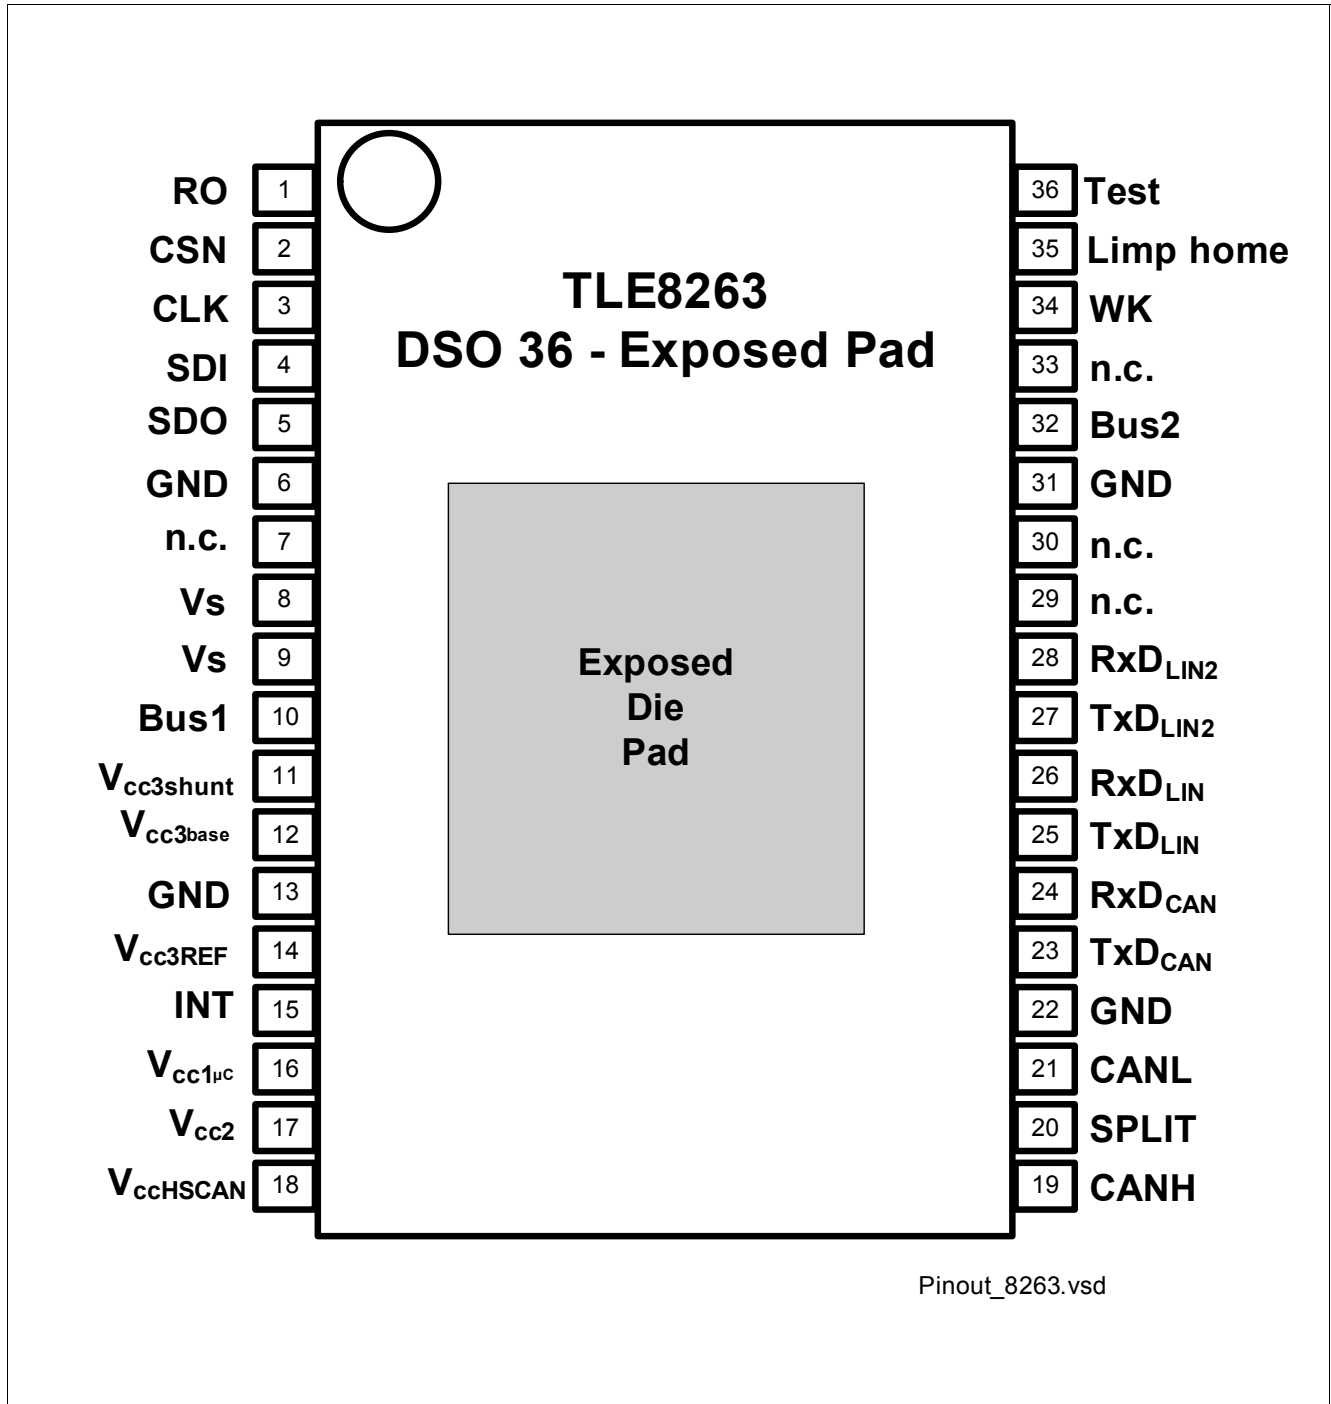 RO 1
CSN 2
CLK 3
SDI 4
SDO 5
GND 6
n.c. 7
Vs 8
Vs 9
Bus1 10
Vcc3shunt 11
Vcc3base 12
GND 13
Vcc3REF 14
INT 15
Vcc1µC 16
Vcc2 17
VccHSCAN 18
TLE8263
DSO 36 - Exposed Pad
Exposed
Die
Pad
36 Test
35 Limp home
34 WK
33 n.c.
32 Bus2
31 GND
30 n.c.
29 n.c.
28 RxDLIN2
27 TxDLIN2
26 RxDLIN
25 TxDLIN
24 RxDCAN
23 TxDCAN
22 GND
21 CANL
20 SPLIT
19 CANH
Pinout_8263.vsd